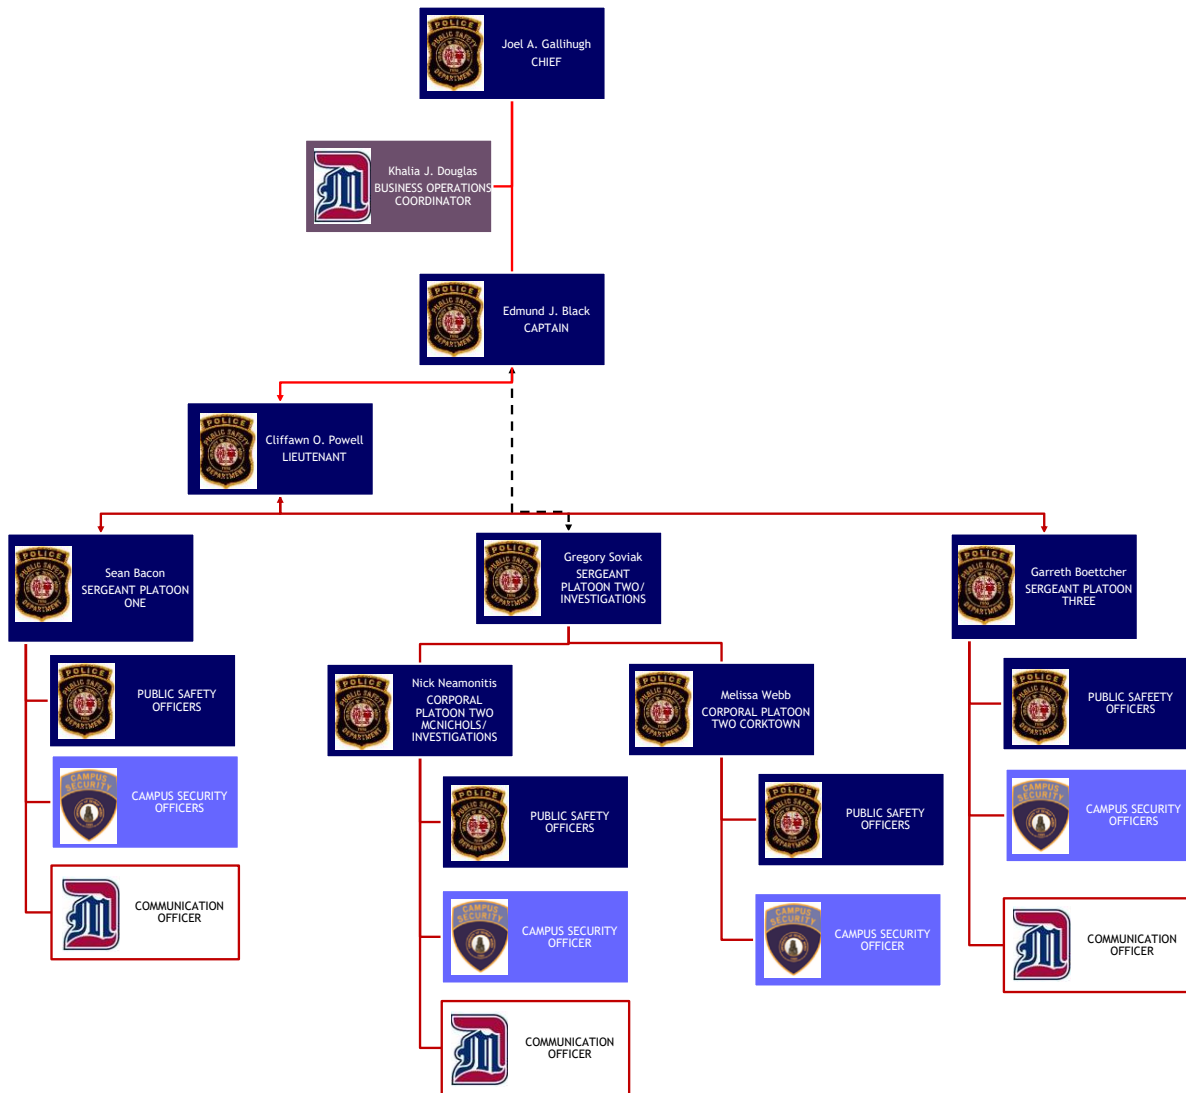 Joel A. Gallihugh
CHIEF
Khalia J. Douglas
BUSINESS OPERATIONS
COORDINATOR
Edmund J. Black
CAPTAIN
Cliffawn O. Powell
LIEUTENANT
Sean Bacon
SERGEANT PLATOON
ONE
Gregory Soviak
SERGEANT
PLATOON TWO/
INVESTIGATIONS
Garreth Boettcher
SERGEANT PLATOON
THREE
PUBLIC SAFETY
OFFICERS
CAMPUS SECURITY
OFFICERS
COMMUNICATION
OFFICER
Nick Neamonitis
CORPORAL
PLATOON TWO
MCNICHOLS/
INVESTIGATIONS
Melissa Webb
CORPORAL PLATOON
TWO CORKTOWN
PUBLIC SAFETY
OFFICERS
CAMPUS SECURITY
OFFICER
COMMUNICATION
OFFICER
PUBLIC SAFETY
OFFICERS
CAMPUS SECURITY
OFFICER
PUBLIC SAFEETY
OFFICERS
CAMPUS SECURITY
OFFICERS
COMMUNICATION
OFFICER